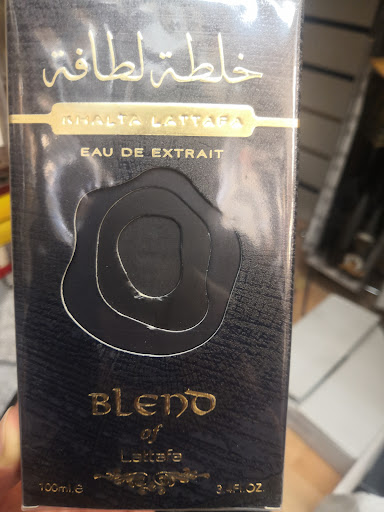 خلطة لطافة
KHALTA LATTAFA
EAU DE EXTRAIT
BLEND
of
Lattafa
100ml.e 3.4FL.OZ.